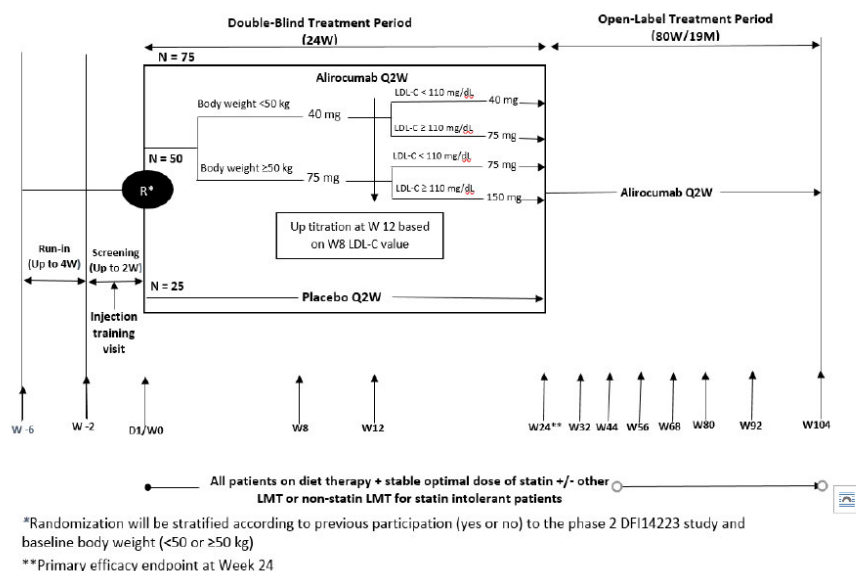 Double-Blind Treatment Period
(24W)
Open-Label Treatment Period
(80W/19M)
N = 75
Alirocumab Q2W
Body weight <50 kg
40 mg
LDL-C < 110 mg/dL
40 mg
LDL-C ≥ 110 mg/dL
75 mg
N = 50
Body weight ≥50 kg
75 mg
LDL-C < 110 mg/dL
75 mg
LDL-C ≥ 110 mg/dL
150 mg
R*
Alirocumab Q2W
Up titration at W 12 based
on W8 LDL-C value
Run-in
(Up to 4W)
Screening
(Up to 2W)
Injection
training
visit
N = 25
Placebo Q2W
W -6
W -2
D1/W0
W8
W12
W24**
W32
W44
W56
W68
W80
W92
W104
All patients on diet therapy + stable optimal dose of statin +/- other
LMT or non-statin LMT for statin intolerant patients
*Randomization will be stratified according to previous participation (yes or no) to the phase 2 DFI14223 study and
baseline body weight (<50 or ≥50 kg)
**Primary efficacy endpoint at Week 24